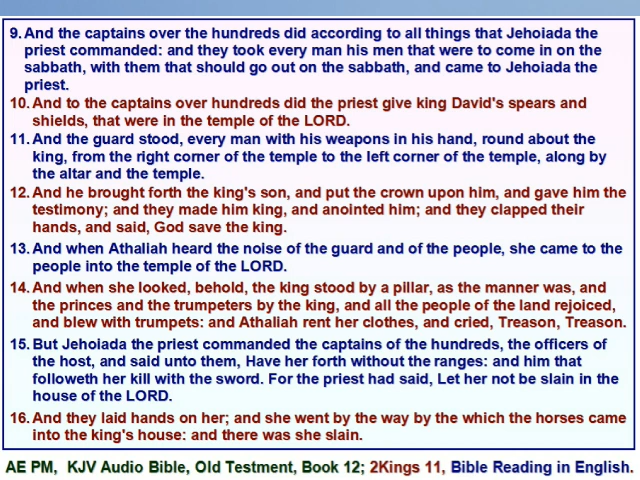 9. And the captains over the hundreds did according to all things that Jehoiada the
priest commanded: and they took every man his men that were to come in on the
sabbath, with them that should go out on the sabbath, and came to Jehoiada the
priest.
10. And to the captains over hundreds did the priest give king David's spears and
shields, that were in the temple of the LORD.
11. And the guard stood, every man with his weapons in his hand, round about the
king, from the right corner of the temple to the left corner of the temple, along by
the altar and the temple.
12. And he brought forth the king's son, and put the crown upon him, and gave him the
testimony; and they made him king, and anointed him; and they clapped their
hands, and said, God save the king.
13. And when Athaliah heard the noise of the guard and of the people, she came to the
people into the temple of the LORD.
14. And when she looked, behold, the king stood by a pillar, as the manner was, and
the princes and the trumpeters by the king, and all the people of the land rejoiced,
and blew with trumpets: and Athaliah rent her clothes, and cried, Treason, Treason.
15. But Jehoiada the priest commanded the captains of the hundreds, the officers of
the host, and said unto them, Have her forth without the ranges: and him that
followeth her kill with the sword. For the priest had said, Let her not be slain in the
house of the LORD.
16. And they laid hands on her; and she went by the way by the which the horses came
into the king's house: and there was she slain.
AE PM, KJV Audio Bible, Old Testment, Book 12; 2Kings 11, Bible Reading in English.